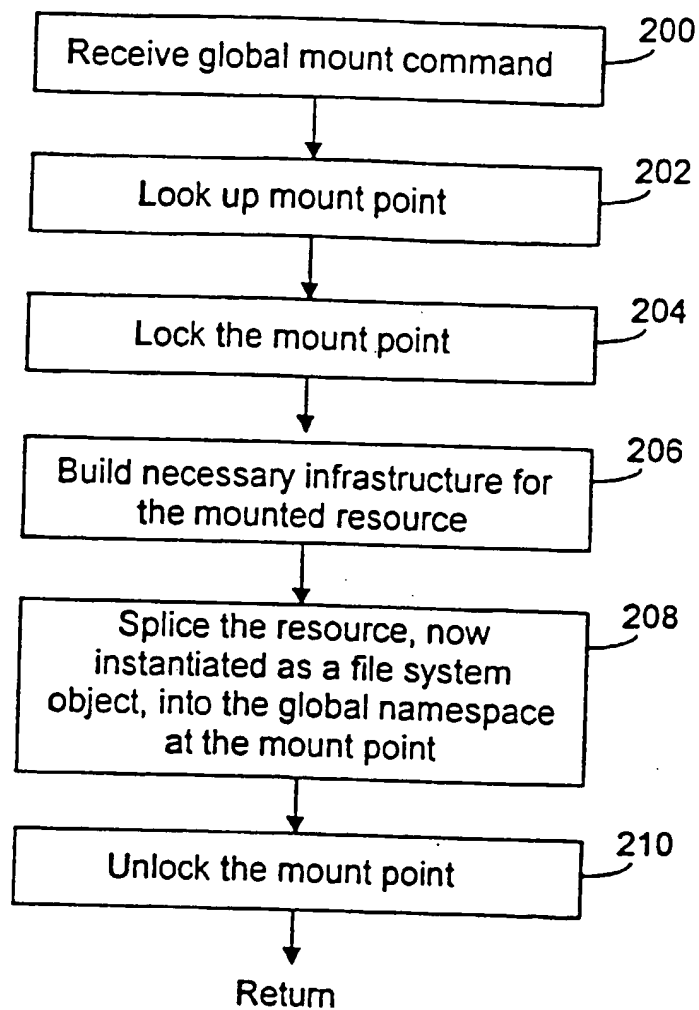 Receive global mount command
200
Look up mount point
202
Lock the mount point
204
Build necessary infrastructure for
the mounted resource
206
Splice the resource, now
instantiated as a file system
object, into the global namespace
at the mount point
208
Unlock the mount point
210
Return